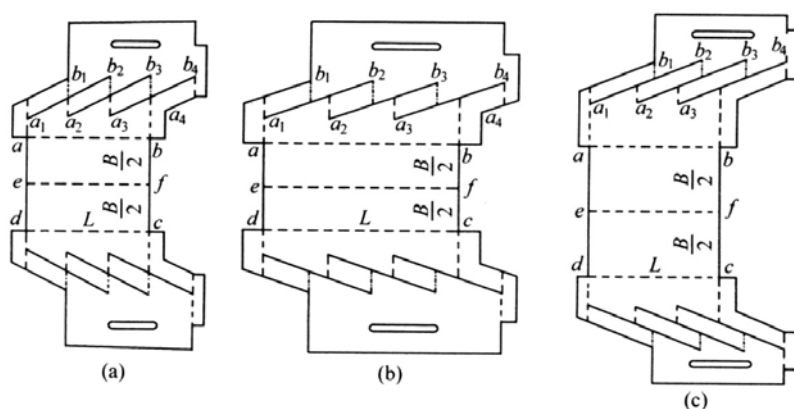 b1 b2 b3 b4
a1 a2 a3 a4
a b
B/2
e f
B/2
d L c
(a)
b1 b2 b3 b4
a1 a2 a3
a b
B/2
e f
B/2
d L c
(b)
b1 b2 b3 b4
a1 a2 a3
a b
B/2
e f
B/2
d L c
(c)